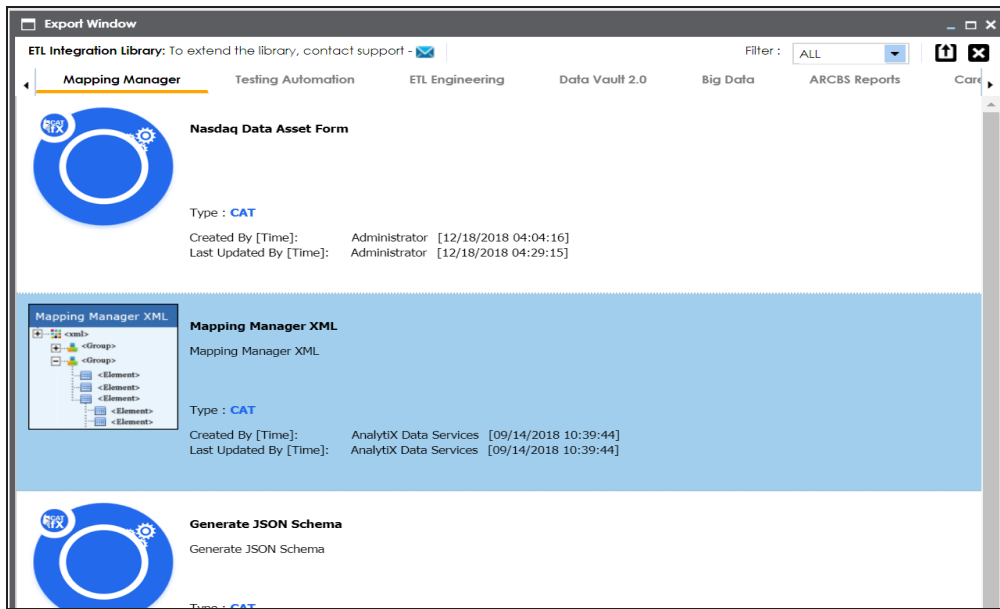 Export Window
ETL Integration Library: To extend the library, contact support -
Filter : ALL
Mapping Manager Testing Automation ETL Engineering Data Vault 2.0 Big Data ARCBS Reports Care
CAT
fX
Nasdaq Data Asset Form
Type : CAT
Created By [Time]: Administrator [12/18/2018 04:04:16]
Last Updated By [Time]: Administrator [12/18/2018 04:29:15]
Mapping Manager XML
<xml>
<Group>
<Group>
<Element>
<Element>
<Element>
<Element>
<Element>
Mapping Manager XML
Mapping Manager XML
Type : CAT
Created By [Time]: AnalytiX Data Services [09/14/2018 10:39:44]
Last Updated By [Time]: AnalytiX Data Services [09/14/2018 10:39:44]
CAT
fX
Generate JSON Schema
Generate JSON Schema
Type : CAT